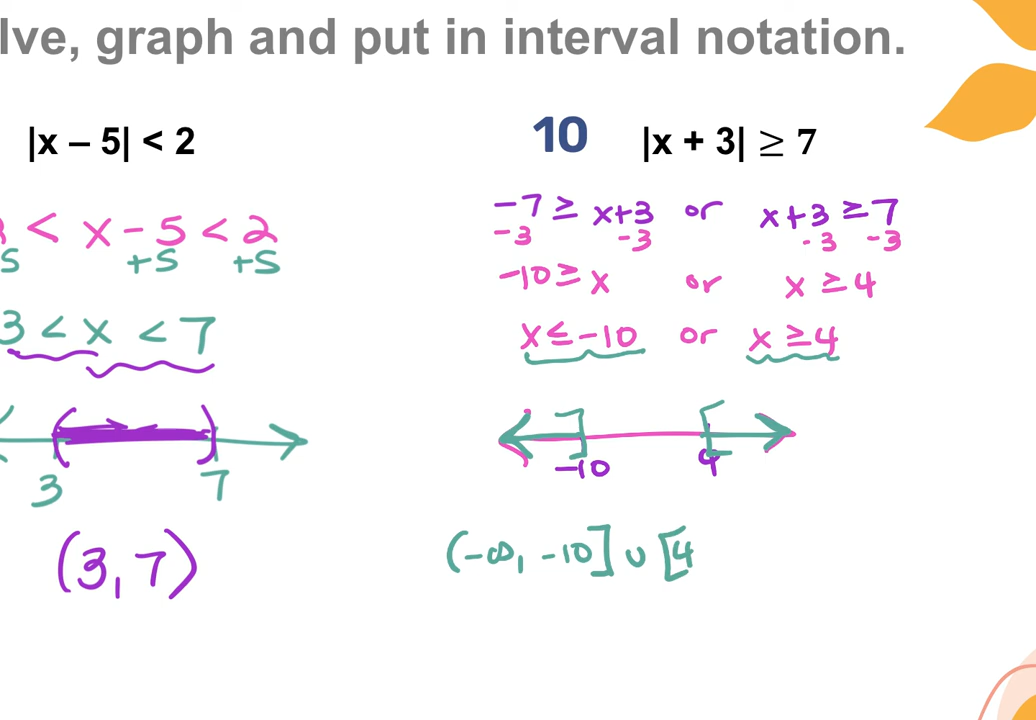 lve, graph and put in interval notation.
|x – 5| < 2
< x - 5 < 2
5 +5 +5
3 < x < 7
3 7
(3, 7)
10 |x + 3| ≥ 7
-7 ≥ x+3 or x+3 ≥ 7
-3 -3 -3 -3
-10 ≥ x or x ≥ 4
x ≤ -10 or x ≥ 4
-10 4
(-∞, -10] ∪ [4